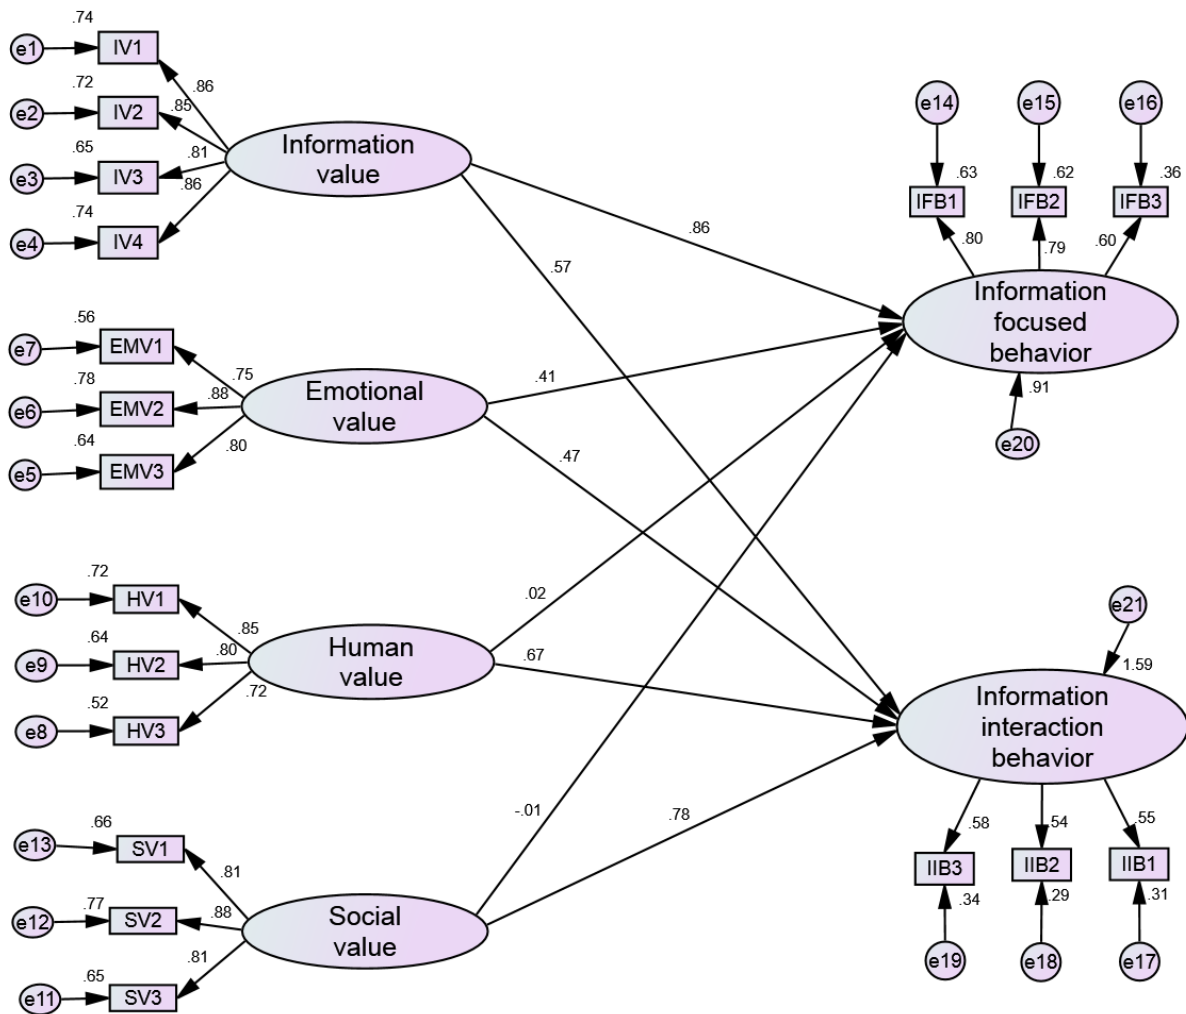 .74
e1
IV1
.86
.72
e2
IV2
.85
.65
e3
IV3
.81
.86
.74
e4
IV4
Information
value
.86
.57
.56
e7
EMV1
.75
.78
e6
EMV2
.88
.64
e5
EMV3
.80
Emotional
value
.41
.47
.72
e10
HV1
.85
.64
e9
HV2
.80
.52
e8
HV3
.72
Human
value
.02
.67
.66
e13
SV1
.81
.77
e12
SV2
.88
.65
e11
SV3
.81
Social
value
-.01
.78
e14
e15
e16
.63
.62
.36
IFB1
IFB2
IFB3
.80
.79
.60
Information
focused
behavior
.91
e20
e21
1.59
Information
interaction
behavior
.58
.54
.55
IIB3
IIB2
IIB1
.34
.29
.31
e19
e18
e17